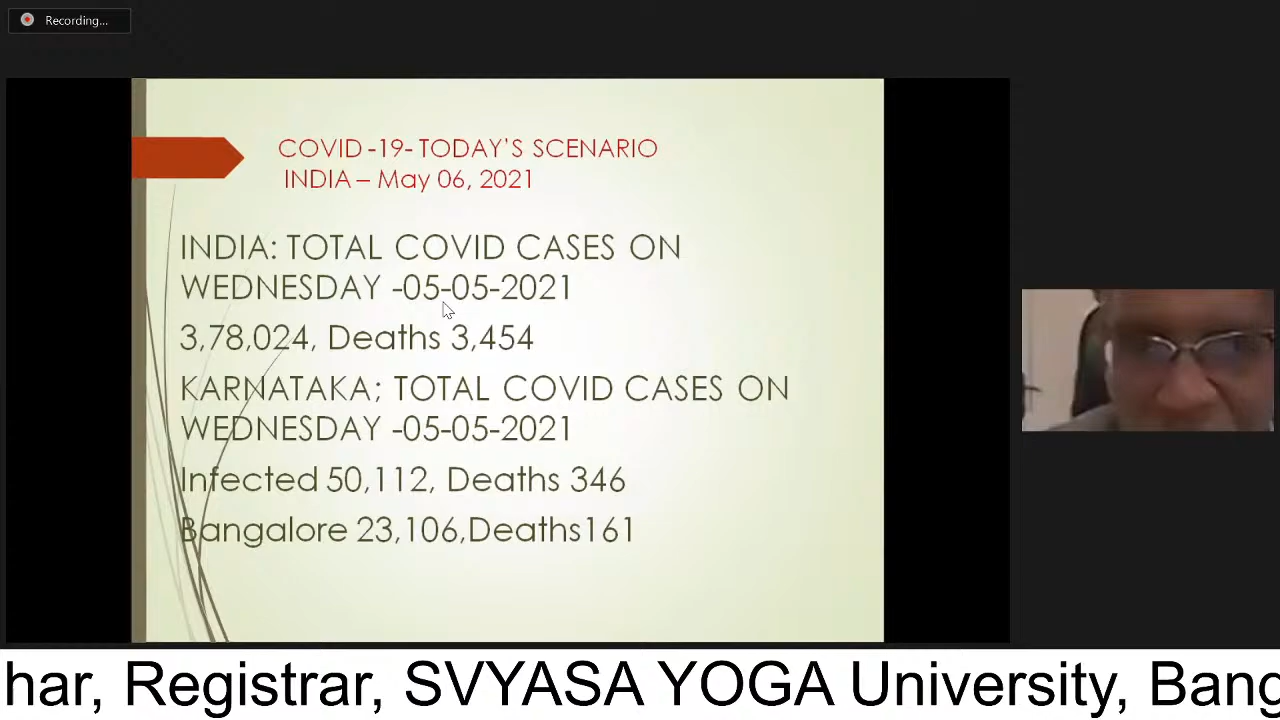 Recording...
COVID -19- TODAY'S SCENARIO
INDIA – May 06, 2021
INDIA: TOTAL COVID CASES ON
WEDNESDAY -05-05-2021
3,78,024, Deaths 3,454
KARNATAKA; TOTAL COVID CASES ON
WEDNESDAY -05-05-2021
Infected 50,112, Deaths 346
Bangalore 23,106,Deaths161
har, Registrar, SVYASA YOGA University, Bang